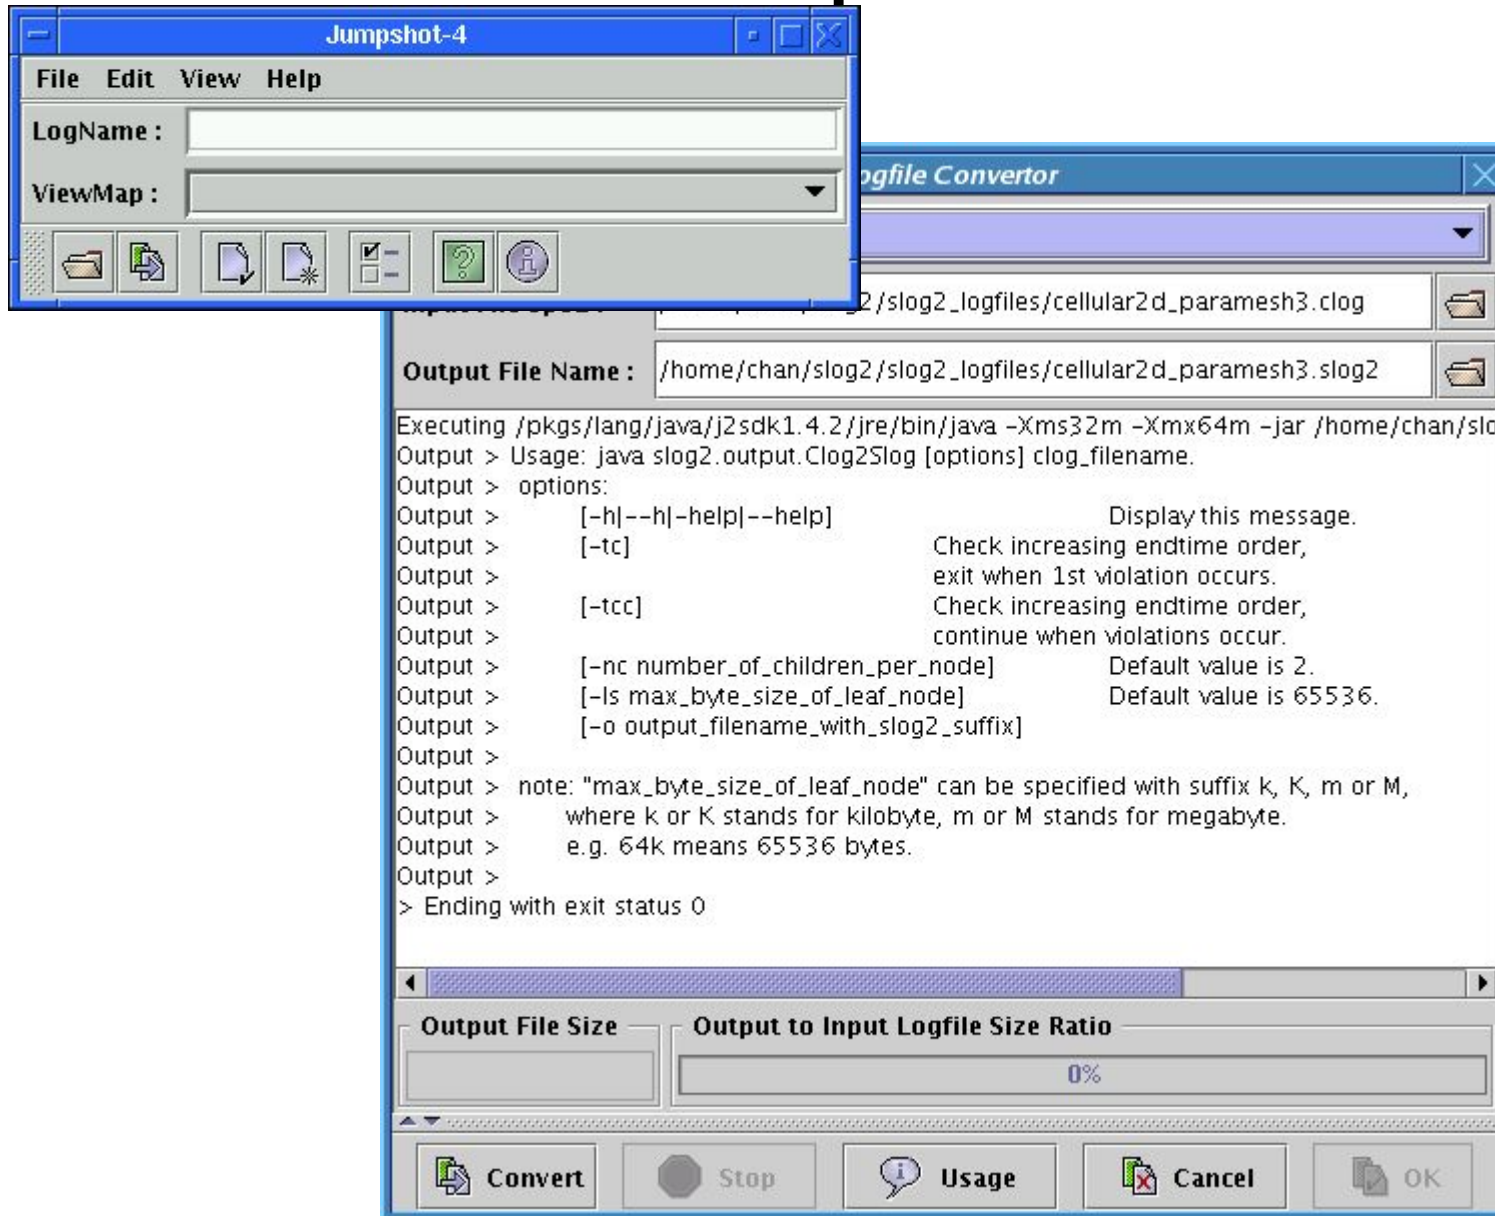 Jumpshot-4
File Edit View Help
LogName :
ViewMap :
Logfile Convertor
/slog2_logfiles/cellular2d_paramesh3.clog
Output File Name : /home/chan/slog2/slog2_logfiles/cellular2d_paramesh3.slog2
Executing /pkgs/lang/java/j2sdk1.4.2/jre/bin/java -Xms32m -Xmx64m -jar /home/chan/slo
Output > Usage: java slog2.output.Clog2Slog [options] clog_filename.
Output > options:
Output > [-h|--h|-help|--help] Display this message.
Output > [-tc] Check increasing endtime order,
Output > exit when 1st violation occurs.
Output > [-tcc] Check increasing endtime order,
Output > continue when violations occur.
Output > [-nc number_of_children_per_node] Default value is 2.
Output > [-ls max_byte_size_of_leaf_node] Default value is 65536.
Output > [-o output_filename_with_slog2_suffix]
Output >
Output > note: "max_byte_size_of_leaf_node" can be specified with suffix k, K, m or M,
Output > where k or K stands for kilobyte, m or M stands for megabyte.
Output > e.g. 64k means 65536 bytes.
Output >
> Ending with exit status 0
Output File Size
Output to Input Logfile Size Ratio
0%
Convert Stop Usage Cancel OK